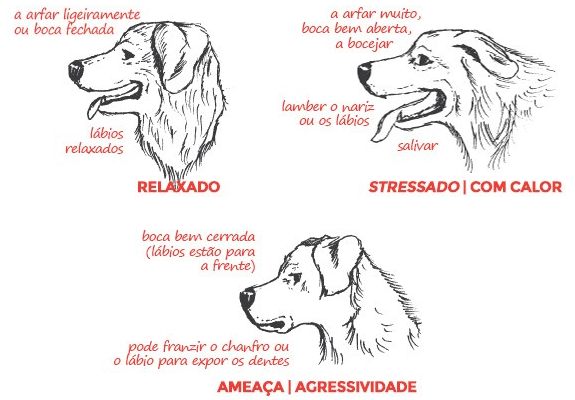 a arfar ligeiramente
ou boca fechada
lábios
relaxados
RELAXADO
a arfar muito,
boca bem aberta,
a bocejar
lamber o nariz
ou os lábios
salivar
STRESSADO | COM CALOR
boca bem cerrada
(lábios estão para
a frente)
pode franzir o chanfro ou
o lábio para expor os dentes
AMEAÇA | AGRESSIVIDADE